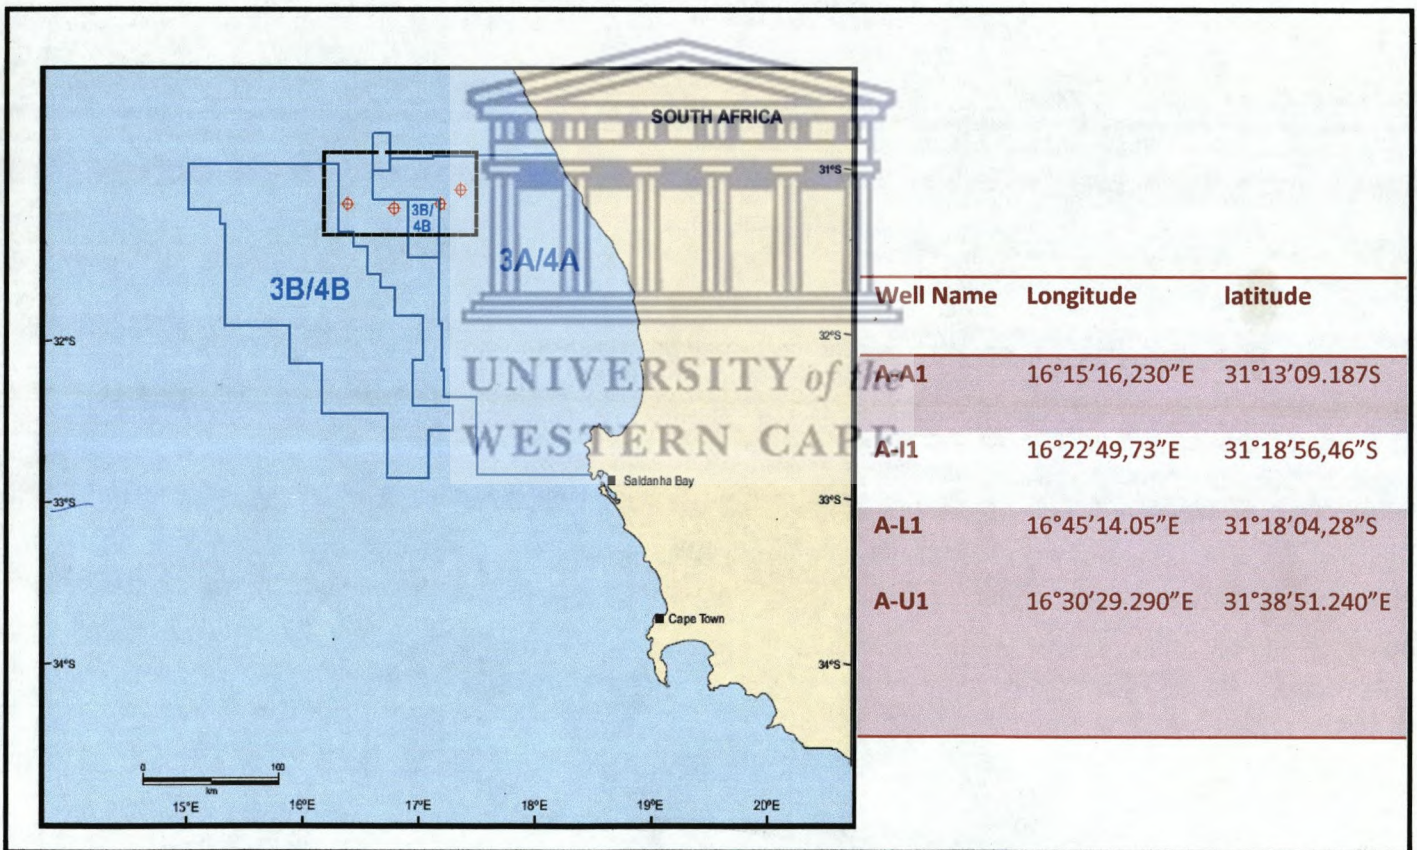 SOUTH AFRICA
31°S
3B/
4B
3A/4A
3B/4B
32°S
32°S
UNIVERSITY of the
WESTERN CAPE
Saldanha Bay
33°S
33°S
Cape Town
34°S
34°S
0 100
km
15°E 16°E 17°E 18°E 19°E 20°E
Well Name Longitude latitude
A-A1 16°15’16,230”E 31°13’09.187S
A-I1 16°22’49,73”E 31°18’56,46”S
A-L1 16°45’14.05”E 31°18’04,28”S
A-U1 16°30’29.290”E 31°38’51.240”E